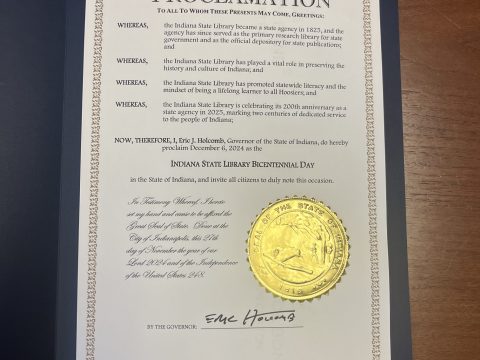 PROCLAMATION
TO ALL TO WHOM THESE PRESENTS MAY COME, GREETINGS:
WHEREAS, the Indiana State Library became a state agency in 1825, and the
agency has since served as the primary research library for state
government and as the official depository for state publications;
and
WHEREAS, the Indiana State Library has played a vital role in preserving the
history and culture of Indiana; and
WHEREAS, the Indiana State Library has promoted statewide literacy and the
mindset of being a lifelong learner to all Hoosiers; and
WHEREAS, the Indiana State Library is celebrating its 200th anniversary as a
state agency in 2025, marking two centuries of dedicated service
to the people of Indiana;
NOW, THEREFORE, I, Eric J. Holcomb, Governor of the State of Indiana, do hereby
proclaim December 6, 2024 as the
INDIANA STATE LIBRARY BICENTENNIAL DAY
in the State of Indiana, and invite all citizens to duly note this occasion.
In Testimony Whereof, I hereto
set my hand and cause to be affixed the
Great Seal of State. Done at the
City of Indianapolis, this 27th
day of November the year of our
Lord 2024 and of the Independence
of the United States 248.
SEAL OF THE STATE OF INDIANA
1816
BY THE GOVERNOR: Eric Holcomb